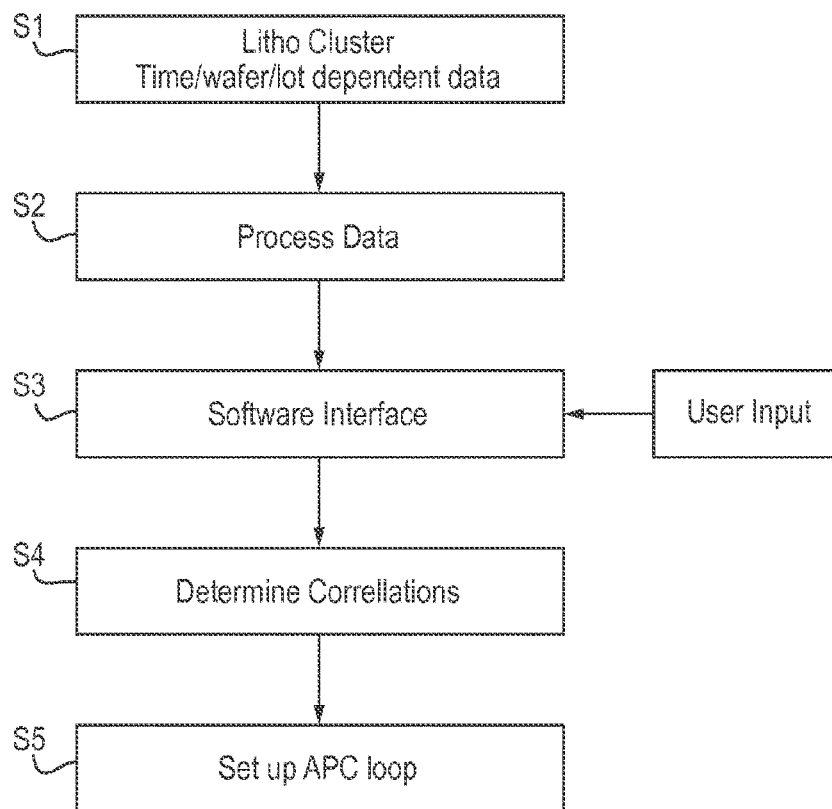 S1
Litho Cluster
Time/wafer/lot dependent data
S2
Process Data
S3
Software Interface
User Input
S4
Determine Correllations
S5
Set up APC loop